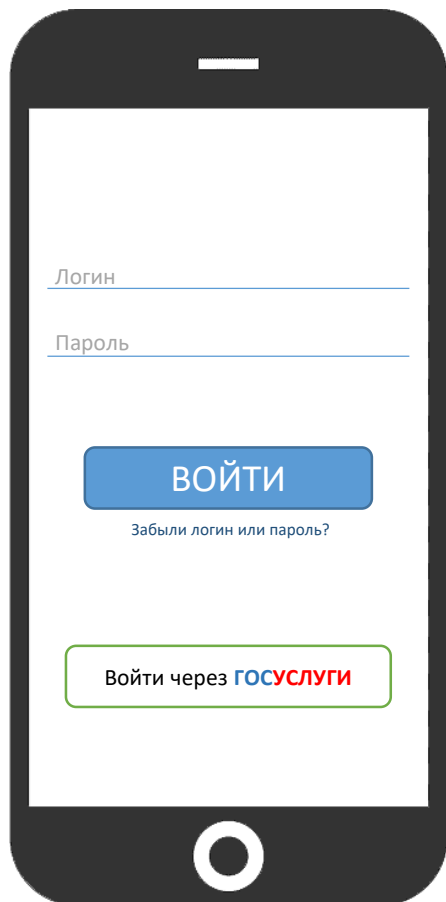 Логин
Пароль
ВОЙТИ
Забыли логин или пароль?
Войти через ГОСУСЛУГИ